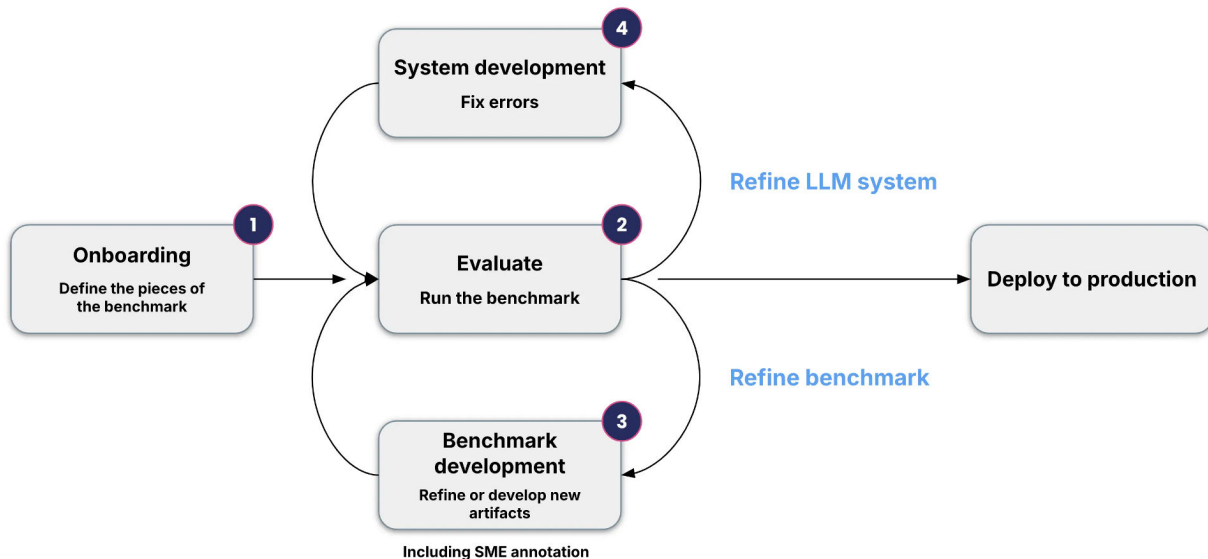 4
System development
Fix errors
Refine LLM system
1
Onboarding
Define the pieces of
the benchmark
2
Evaluate
Run the benchmark
Deploy to production
Refine benchmark
3
Benchmark
development
Refine or develop new
artifacts
Including SME annotation